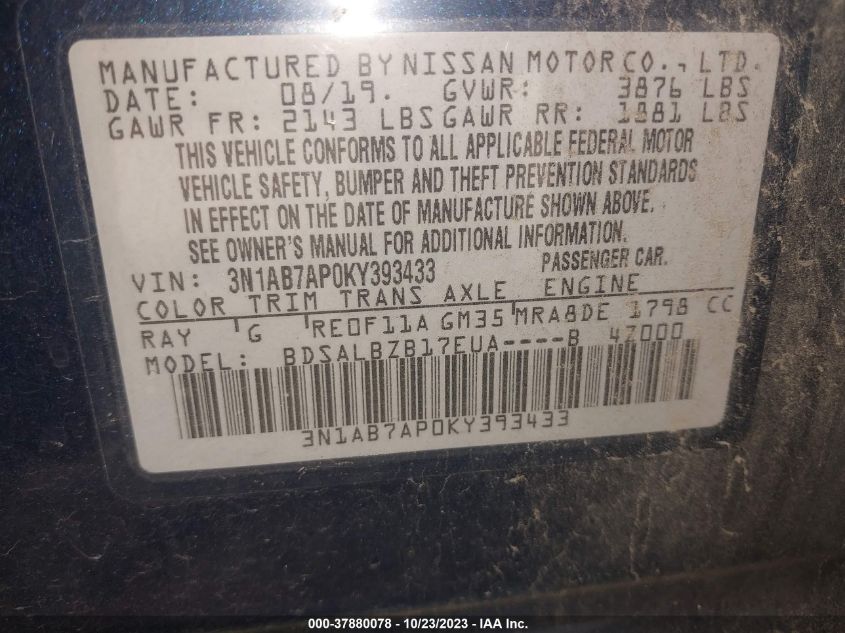 MANUFACTURED BY NISSAN MOTOR CO., LTD.
DATE: 08/19. GVWR: 3876 LBS
GAWR FR: 2143 LBS GAWR RR: 1881 LBS
THIS VEHICLE CONFORMS TO ALL APPLICABLE FEDERAL MOTOR
VEHICLE SAFETY, BUMPER AND THEFT PREVENTION STANDARDS
IN EFFECT ON THE DATE OF MANUFACTURE SHOWN ABOVE.
SEE OWNER'S MANUAL FOR ADDITIONAL INFORMATION.
VIN: 3N1AB7AP0KY393433 PASSENGER CAR.
COLOR TRIM TRANS AXLE ENGINE
RAY G RE0F11A GM35 MRA8DE 1798 CC
MODEL: BDSALBZB17EUA----B 4Z000
3N1AB7AP0KY393433
000-37880078 - 10/23/2023 - IAA Inc.